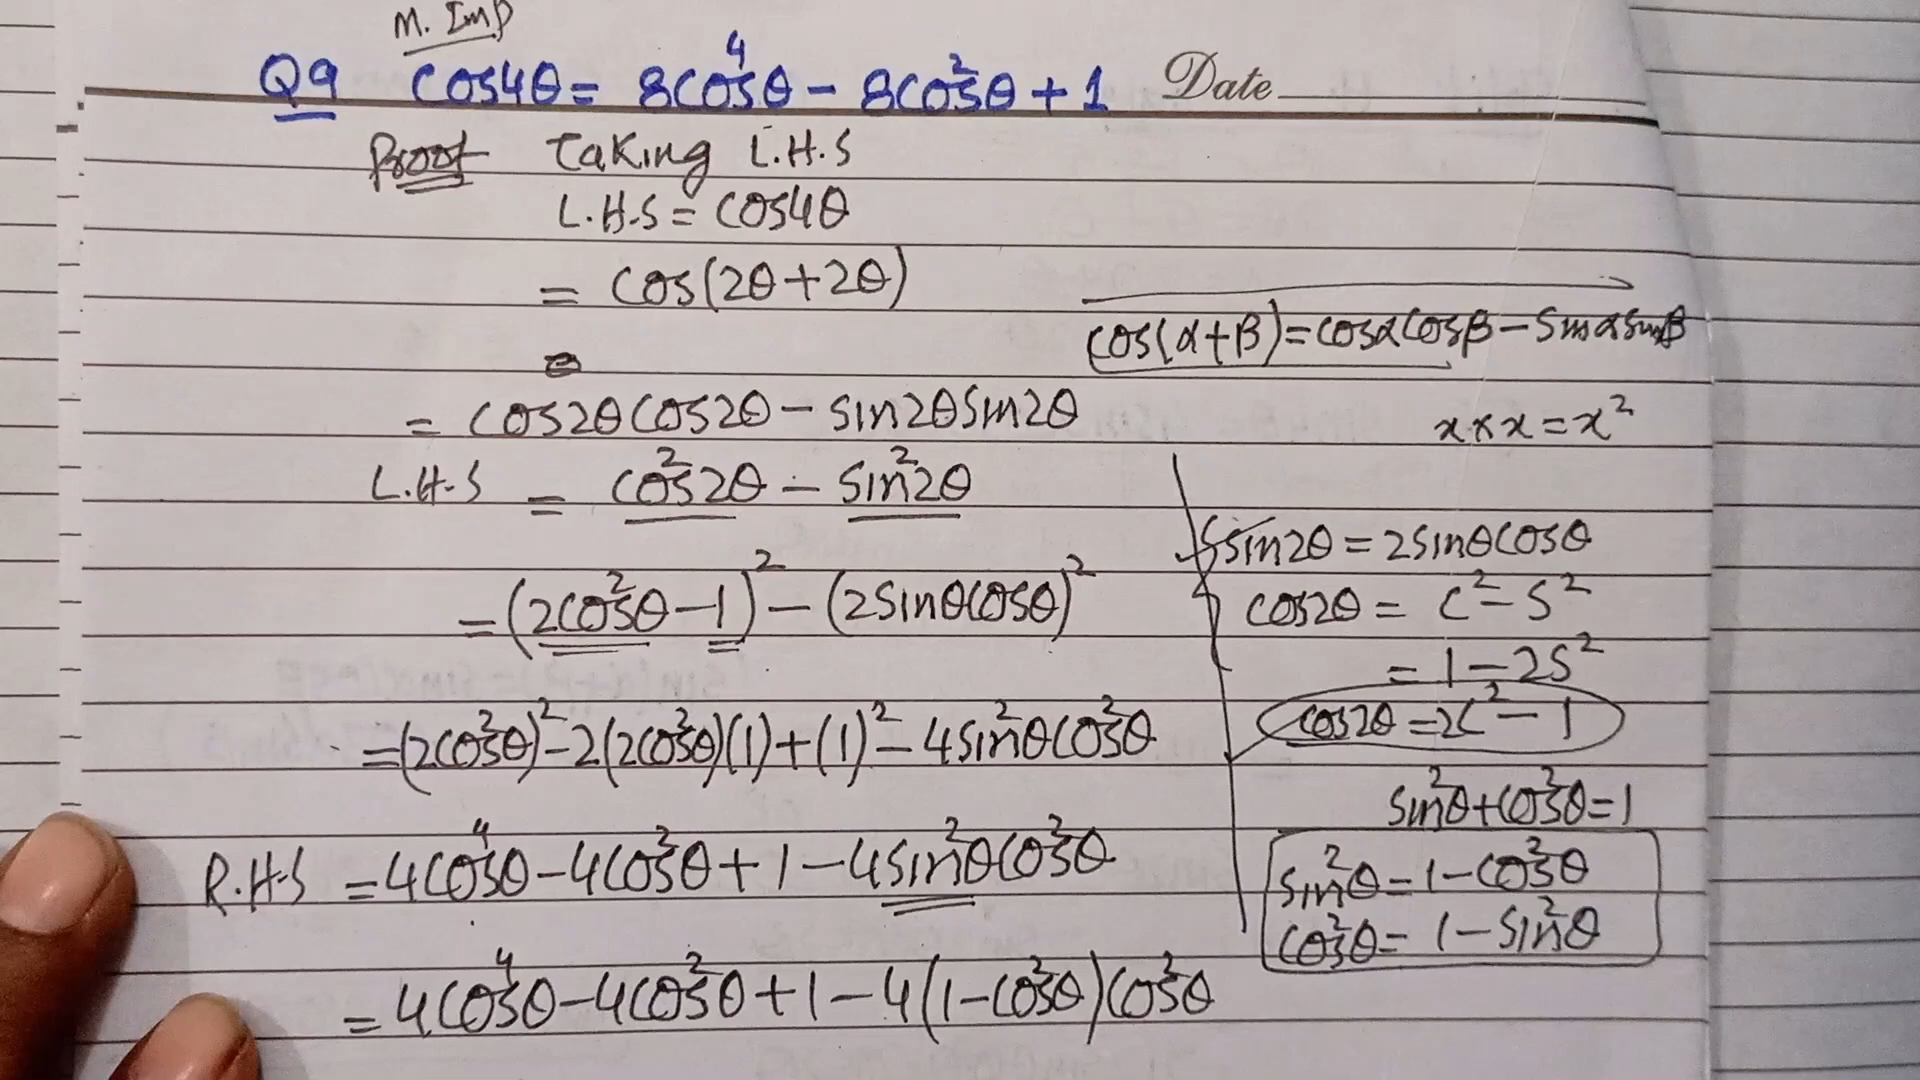 M. Imp
Q9 cos4θ = 8cos⁴θ - 8cos²θ + 1 Date
Proof Taking L.H.S
L.H.S = cos4θ
= cos(2θ+2θ)
cos(α+β)=cosαcosβ-sinαsinβ
= cos2θcos2θ - sin2θsin2θ
x*x=x²
L.H.S = cos²2θ - sin²2θ
sin2θ = 2sinθcosθ
= (2cos²θ-1)² - (2sinθcosθ)²
cos2θ = c²-s²
= 1-2s²
cos2θ = 2c²-1
= (2cos²θ)²-2(2cos²θ)(1)+(1)²-4sin²θcos²θ
sin²θ+cos²θ=1
R.H.S = 4cos⁴θ-4cos²θ+1-4sin²θcos²θ
sin²θ=1-cos²θ
cos²θ= 1-sin²θ
= 4cos⁴θ-4cos²θ+1-4(1-cos²θ)cos²θ